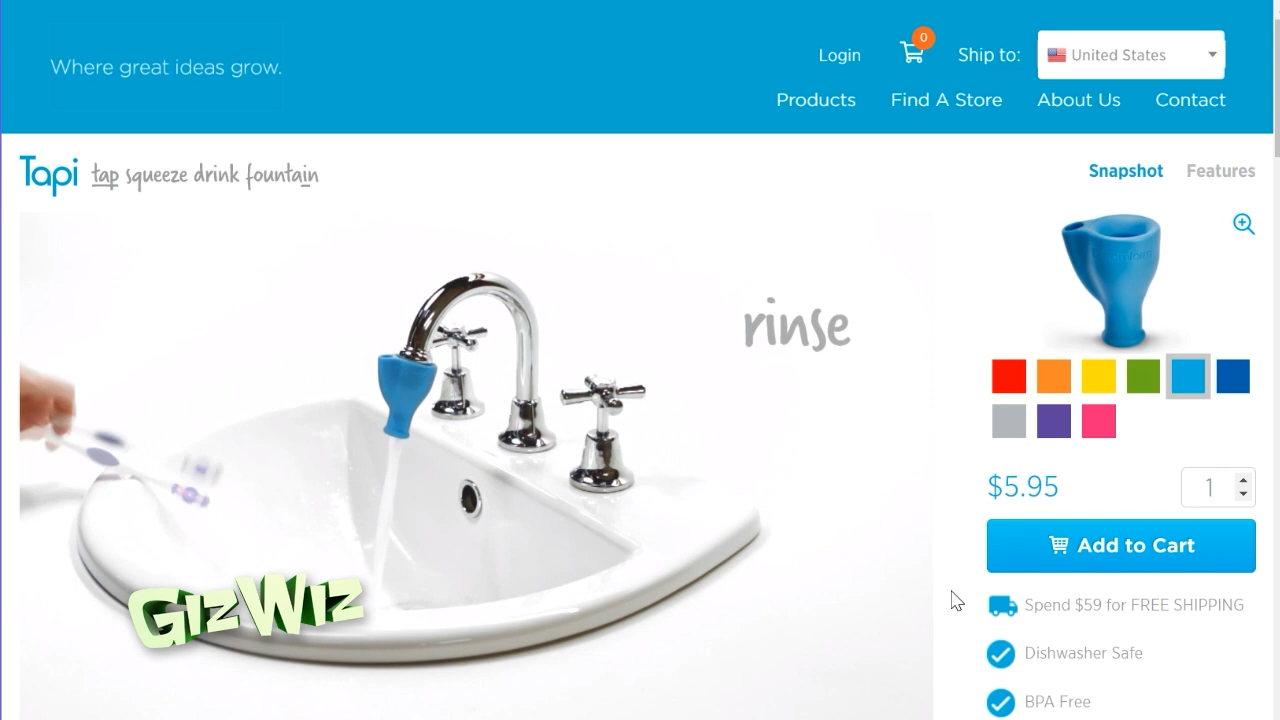 Where great ideas grow.
Login
0
Ship to:
United States
Products
Find A Store
About Us
Contact
Tapi
tap squeeze drink fountain
Snapshot
Features
rinse
$5.95
1
Add to Cart
GizWiz
Spend $59 for FREE SHIPPING
Dishwasher Safe
BPA Free